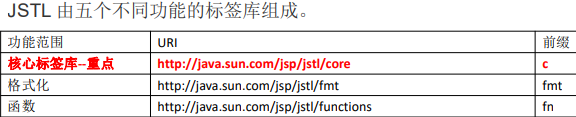 JSTL 由五个不同功能的标签库组成。
功能范围 URI 前缀
核心标签库--重点 http://java.sun.com/jsp/jstl/core c
格式化 http://java.sun.com/jsp/jstl/fmt fmt
函数 http://java.sun.com/jsp/jstl/functions fn